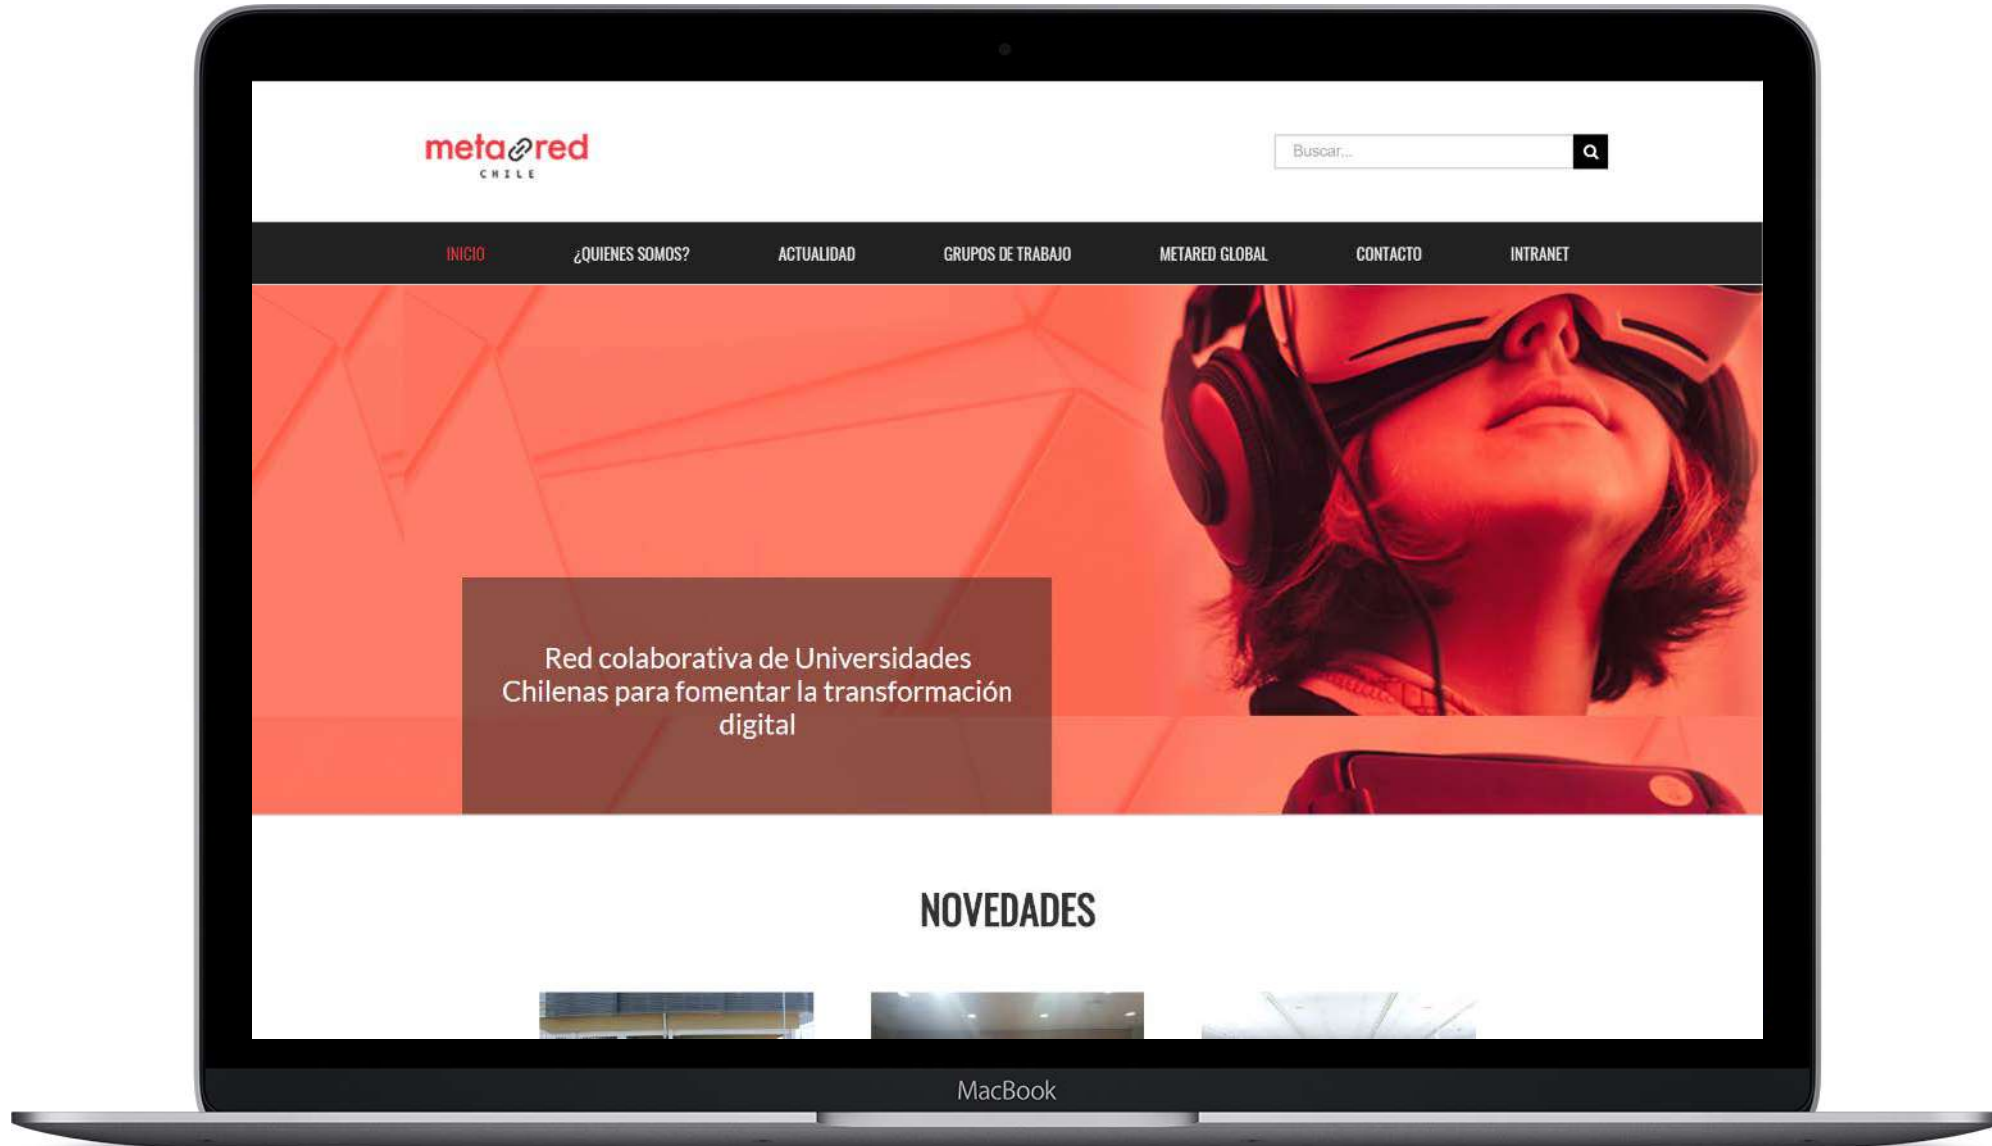 meta red
CHILE
Buscar...
INICIO ¿QUIENES SOMOS? ACTUALIDAD GRUPOS DE TRABAJO METARED GLOBAL CONTACTO INTRANET
Red colaborativa de Universidades
Chilenas para fomentar la transformación
digital
NOVEDADES
MacBook